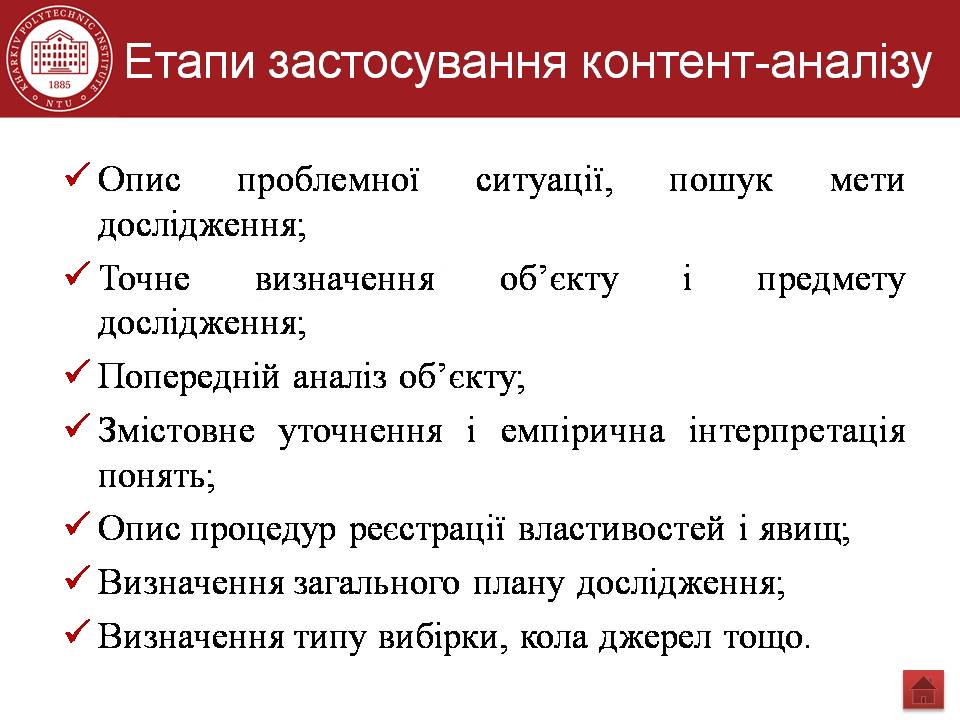 KHARKIV POLYTECHNIC INSTITUTE
1885
NTU
Етапи застосування контент-аналізу
Опис проблемної ситуації, пошук мети
дослідження;
Точне визначення об’єкту і предмету
дослідження;
Попередній аналіз об’єкту;
Змістовне уточнення і емпірична інтерпретація
понять;
Опис процедур реєстрації властивостей і явищ;
Визначення загального плану дослідження;
Визначення типу вибірки, кола джерел тощо.